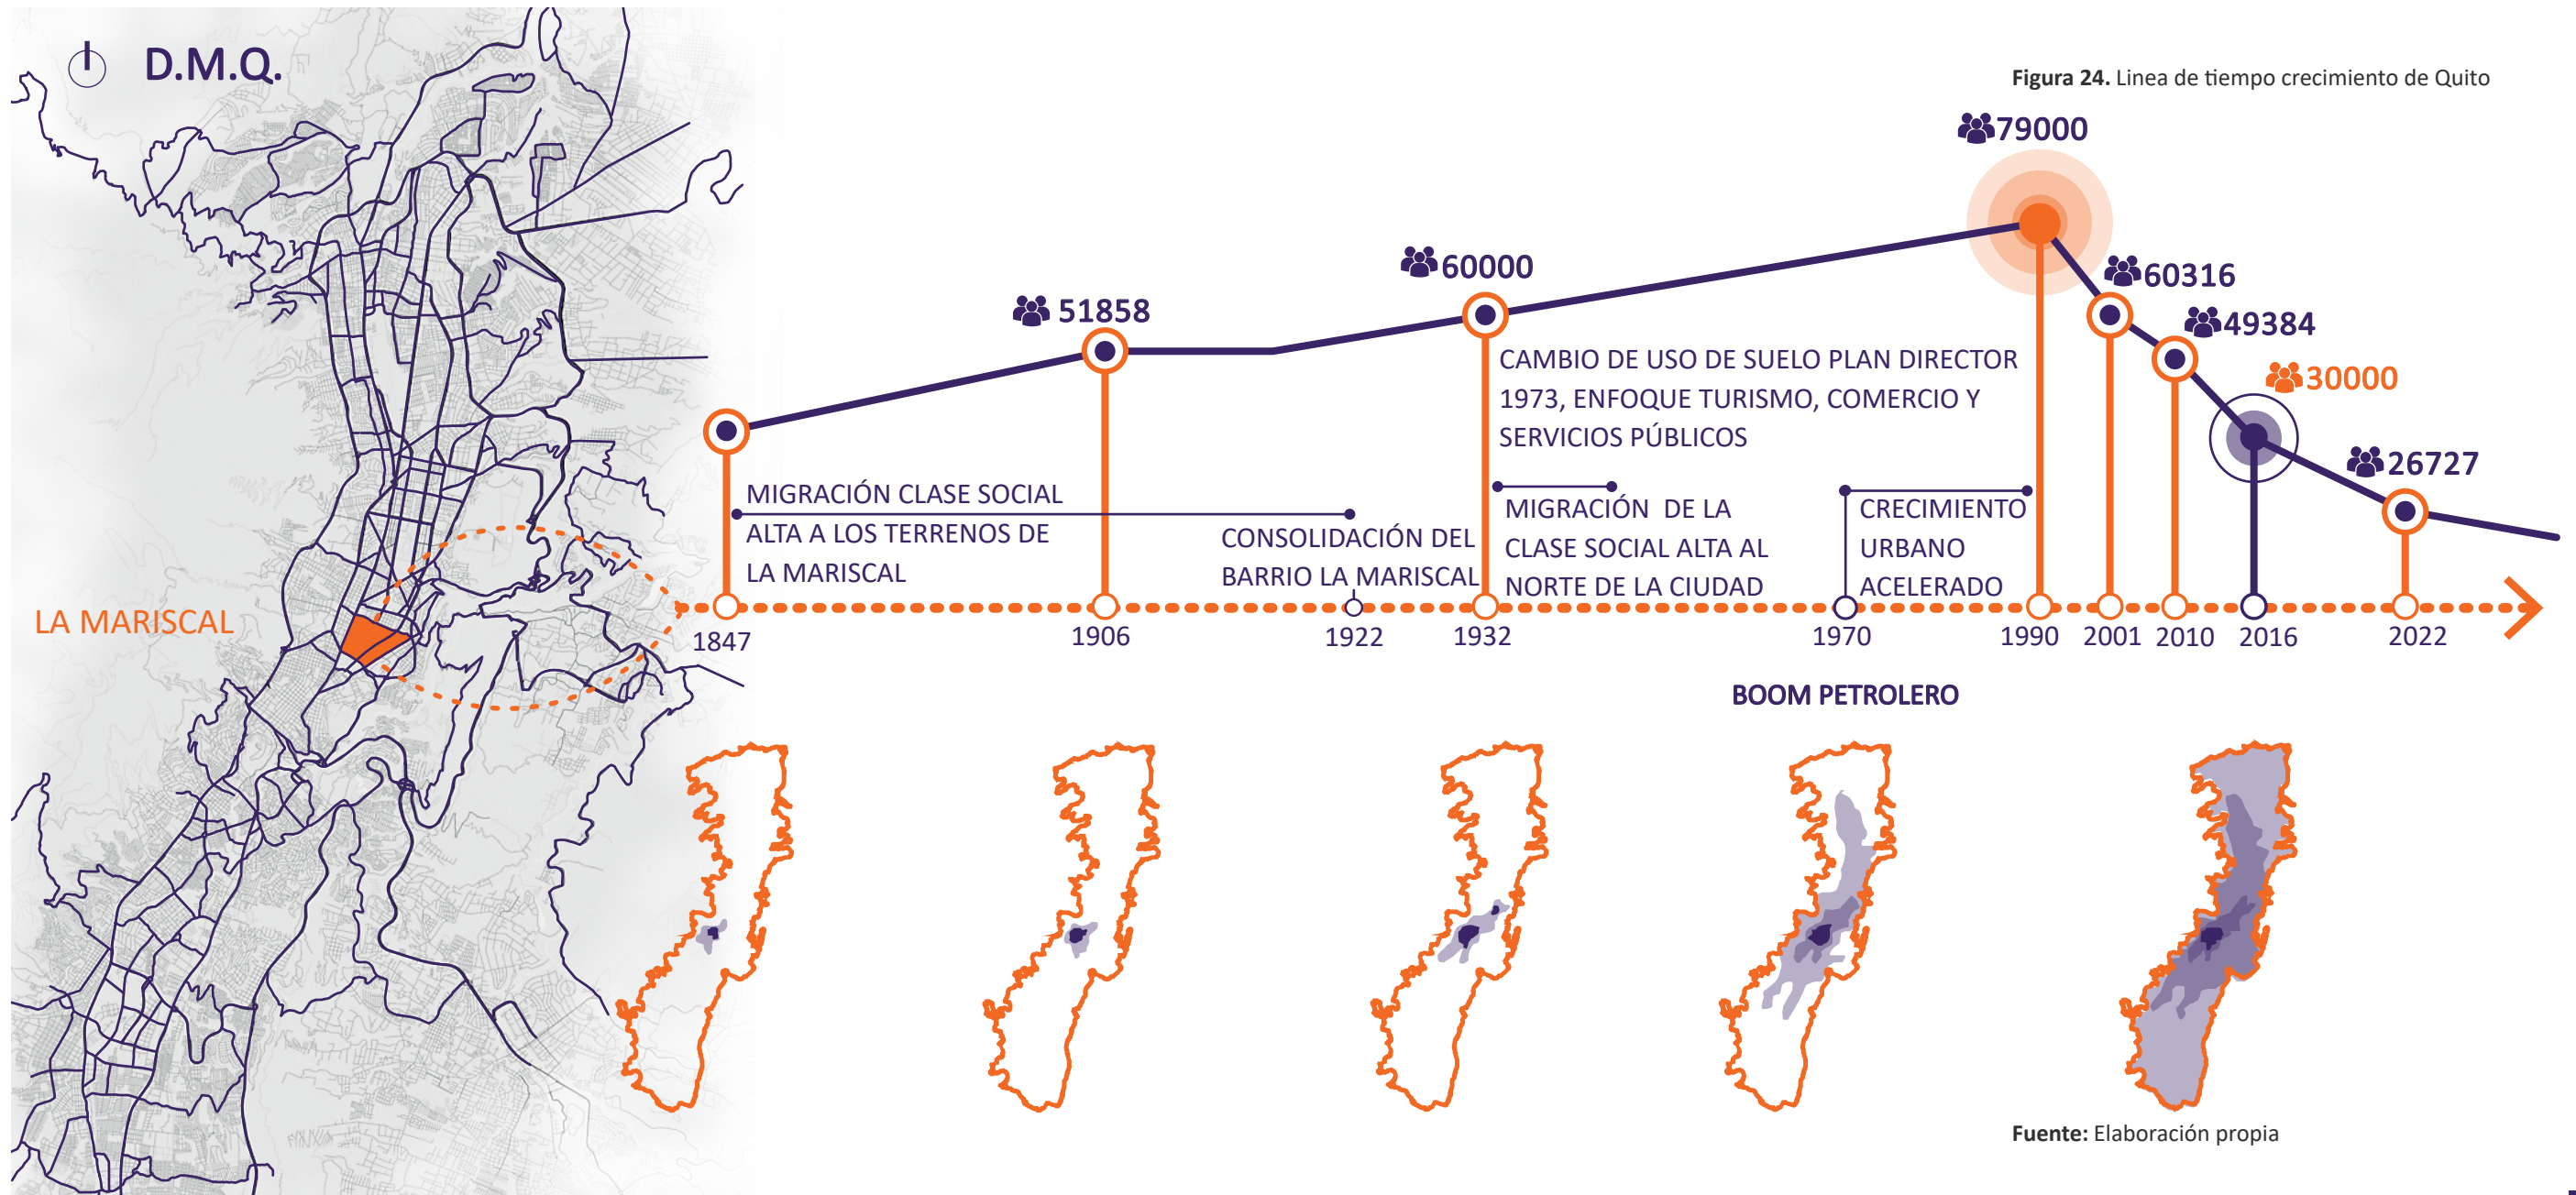 D.M.Q.
Figura 24. Linea de tiempo crecimiento de Quito
79000
60000
60316
51858
49384
30000
26727
CAMBIO DE USO DE SUELO PLAN DIRECTOR
1973, ENFOQUE TURISMO, COMERCIO Y
SERVICIOS PÚBLICOS
MIGRACIÓN CLASE SOCIAL
ALTA A LOS TERRENOS DE
LA MARISCAL
CONSOLIDACIÓN DEL
BARRIO LA MARISCAL
MIGRACIÓN DE LA
CLASE SOCIAL ALTA AL
NORTE DE LA CIUDAD
CRECIMIENTO
URBANO
ACELERADO
LA MARISCAL
1847
1906
1922
1932
1970
1990
2001
2010
2016
2022
BOOM PETROLERO
Fuente: Elaboración propia